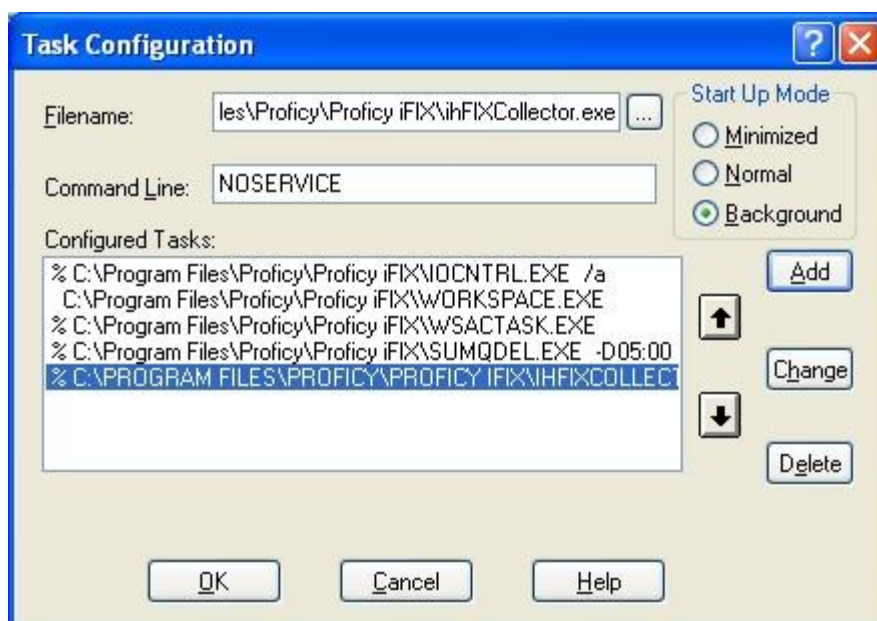 Task Configuration
Filename:
les\Proficy\Proficy iFIX\ihFIXCollector.exe
...
Start Up Mode
Minimized
Normal
Background
Command Line:
NOSERVICE
Configured Tasks:
% C:\Program Files\Proficy\Proficy iFIX\IOCNTRL.EXE /a
C:\Program Files\Proficy\Proficy iFIX\WORKSPACE.EXE
% C:\Program Files\Proficy\Proficy iFIX\WSACTASK.EXE
% C:\Program Files\Proficy\Proficy iFIX\SUMQDEL.EXE -D05:00
% C:\PROGRAM FILES\PROFICY\PROFICY IFIX\IHFIXCOLLECT
Add
Change
Delete
OK
Cancel
Help